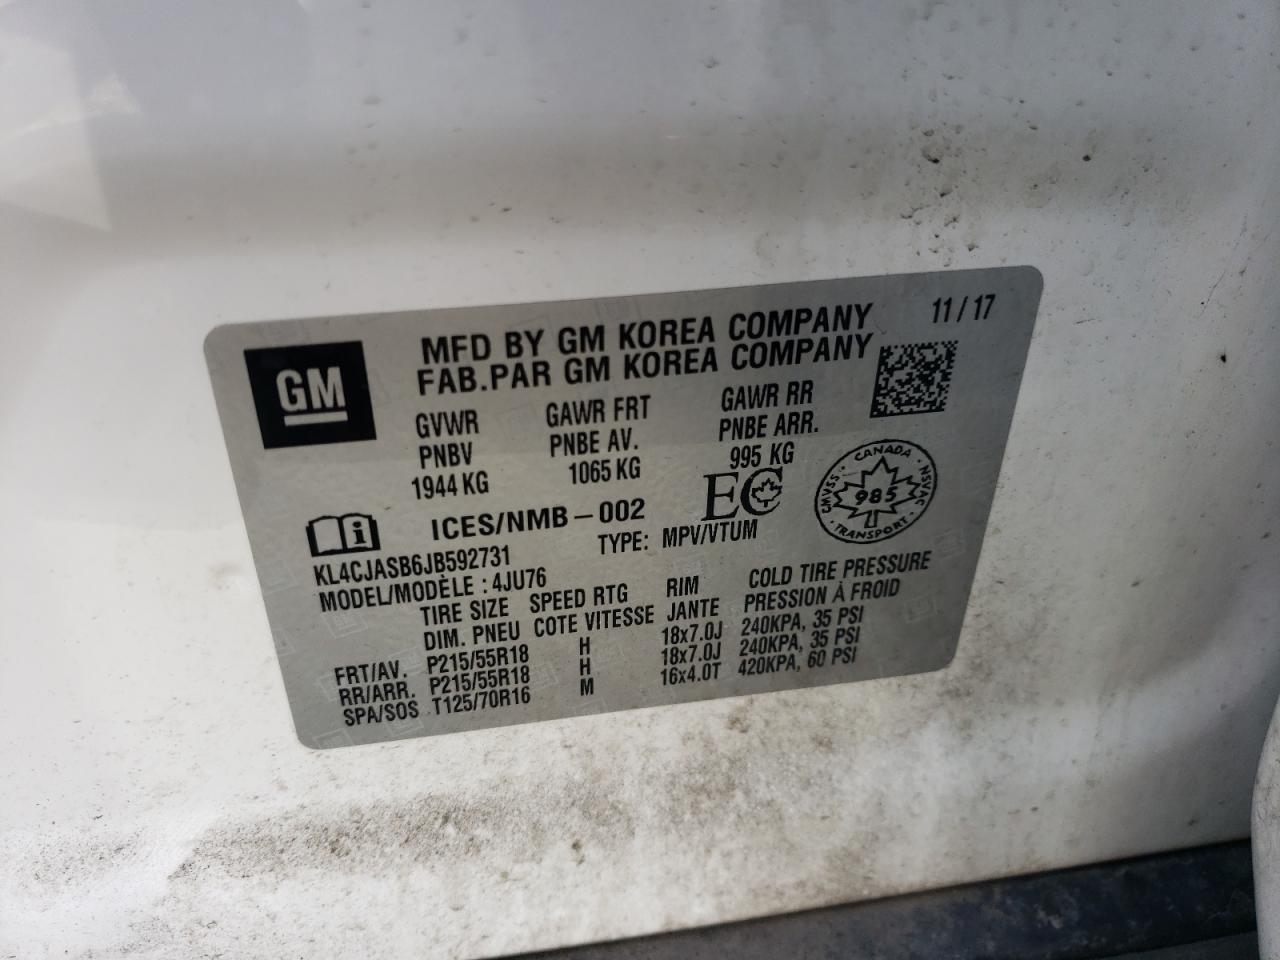 GM
MFD BY GM KOREA COMPANY 11/17
FAB.PAR GM KOREA COMPANY
GVWR GAWR FRT GAWR RR
PNBV PNBE AV. PNBE ARR.
1944 KG 1065 KG 995 KG
i ICES/NMB-002 EC
CANADA
CMVSS 985 NSVAC
TRANSPORT
KL4CJASB6JB592731 TYPE: MPV/VTUM
MODEL/MODÈLE: 4JU76
TIRE SIZE SPEED RTG RIM COLD TIRE PRESSURE
DIM. PNEU COTE VITESSE JANTE PRESSION À FROID
FRT/AV. P215/55R18 H 18x7.0J 240KPA, 35 PSI
RR/ARR. P215/55R18 H 18x7.0J 240KPA, 35 PSI
SPA/SOS T125/70R16 M 16x4.0T 420KPA, 60 PSI